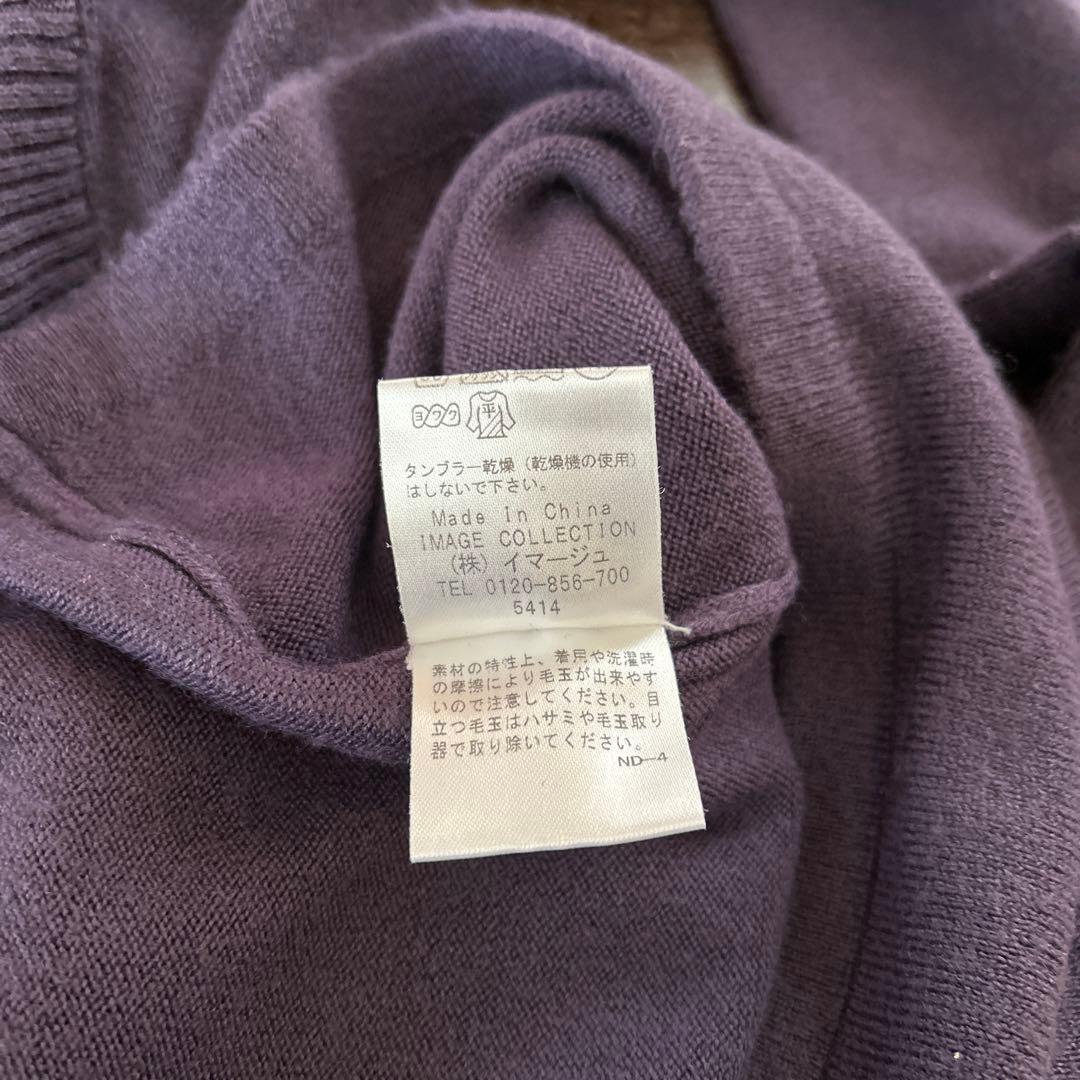 ヨワク 平
タンブラー乾燥（乾燥機の使用）
はしないで下さい。
Made In China
IMAGE COLLECTION
（株）イマージュ
TEL 0120-856-700
5414
素材の特性上、着用や洗濯時
の摩擦により毛玉が出来やす
いので注意してください。目
立つ毛玉はハサミや毛玉取り
器で取り除いてください。
ND-4